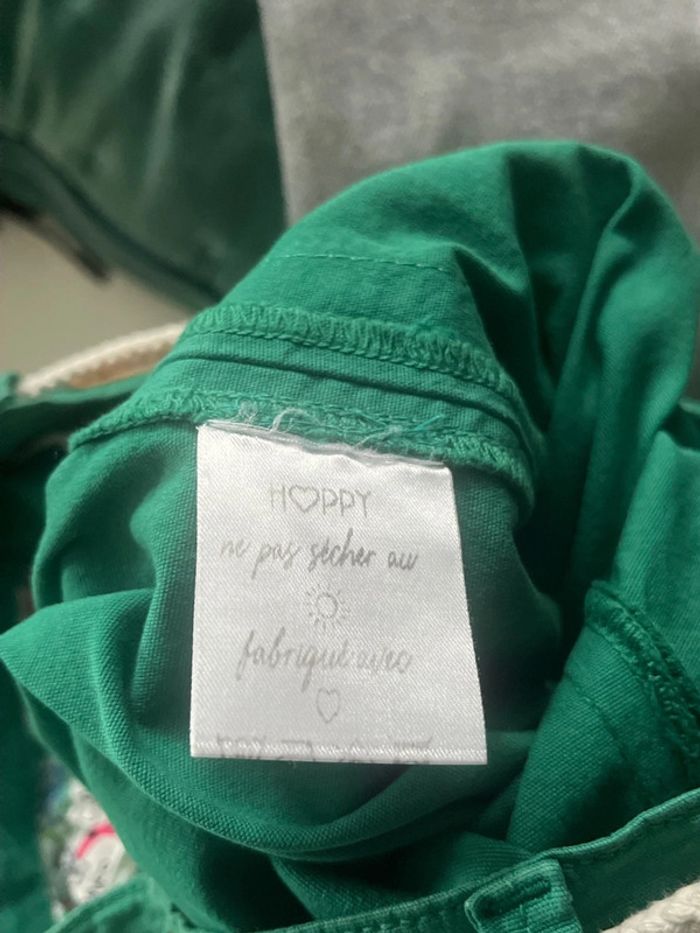 H♡PPY
ne pas sécher au
☼
fabriqué avec
♡